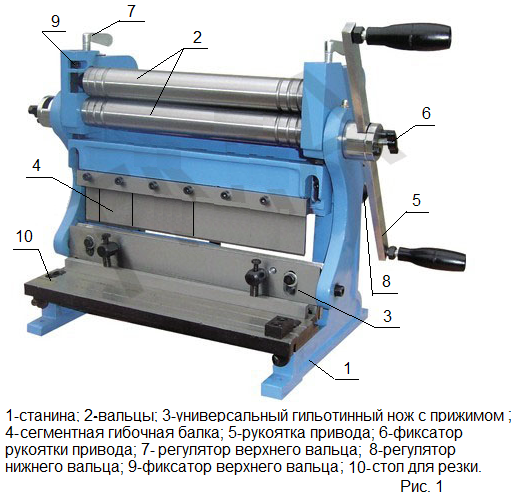 9
7
2
6
4
5
10
8
3
1
1-станина; 2-вальцы; 3-универсальный гильотинный нож с прижимом ;
4-сегментная гибочная балка; 5-рукоятка привода; 6-фиксатор
рукоятки привода; 7- регулятор верхнего вальца;  8-регулятор
нижнего вальца; 9-фиксатор верхнего вальца; 10-стол для резки.
Рис. 1